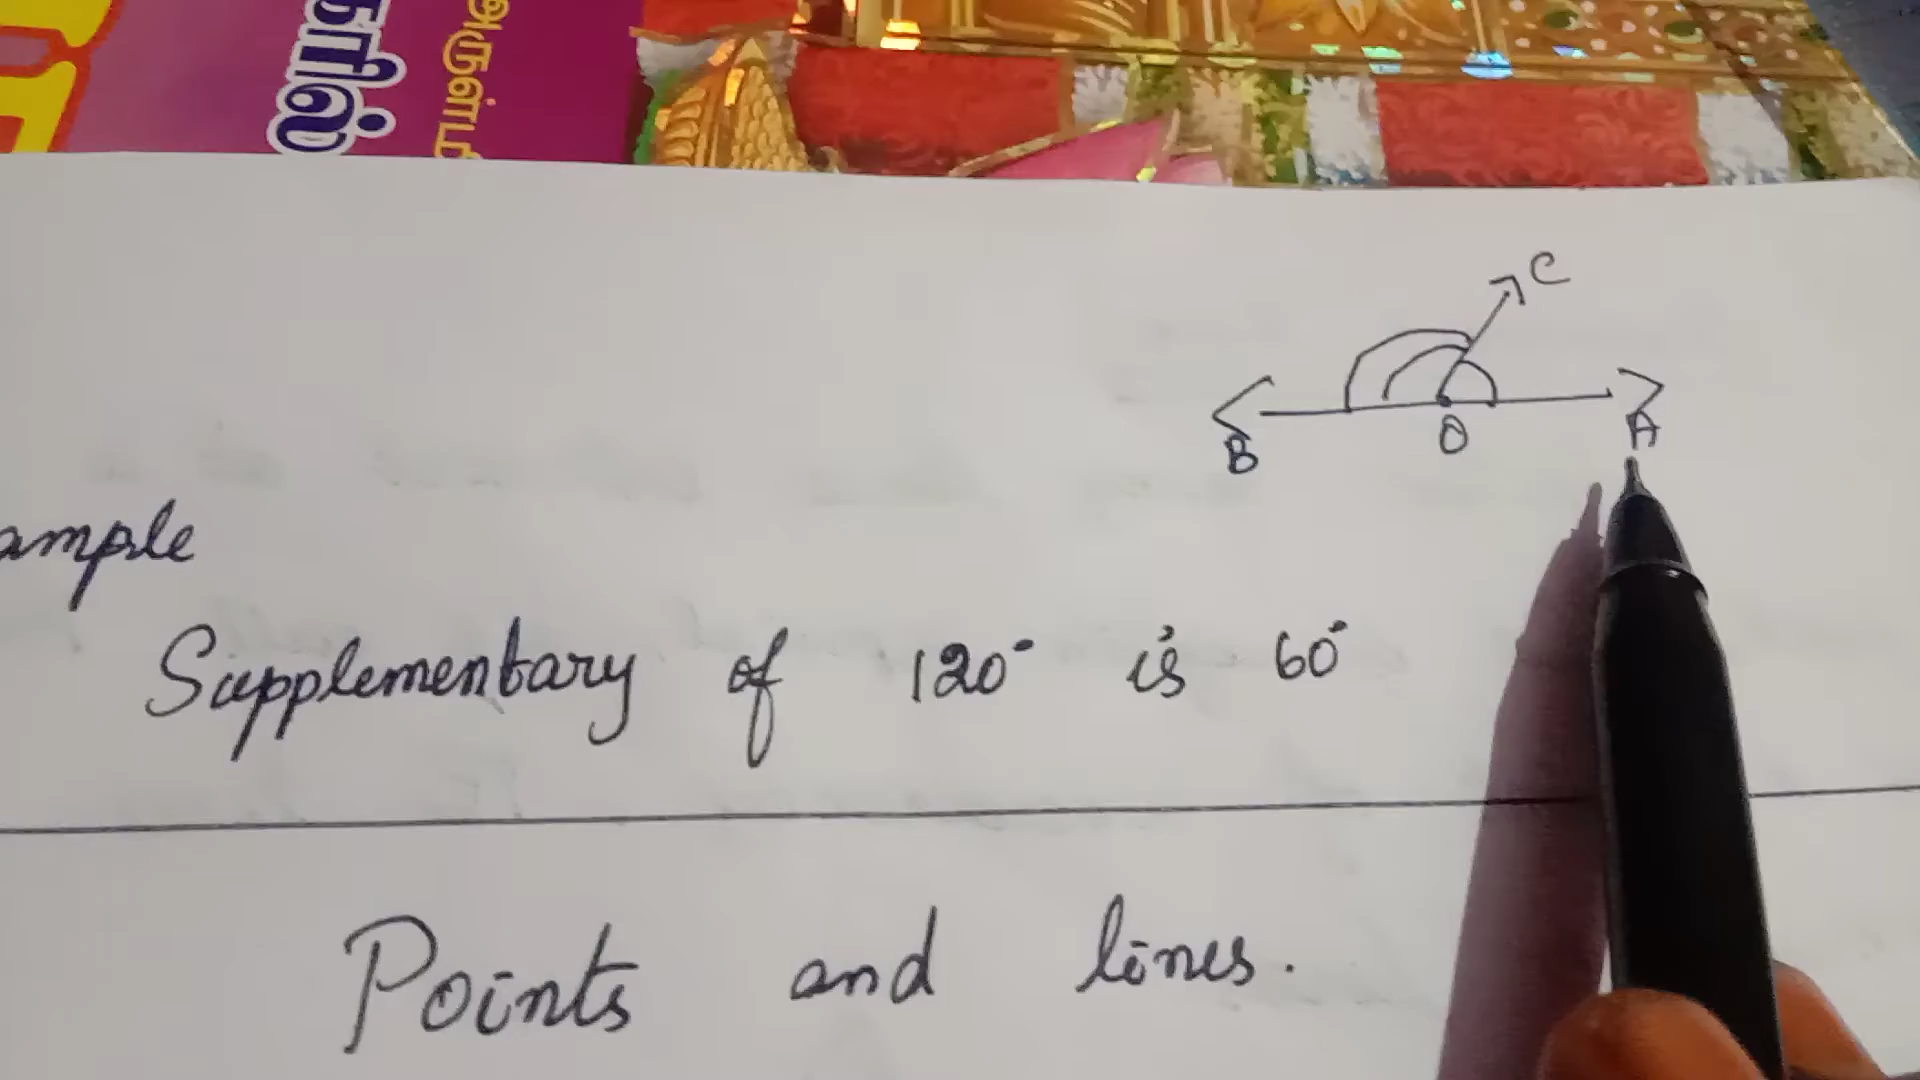 C
B O A
ample
Supplementary of 120° is 60°
Points and lines.